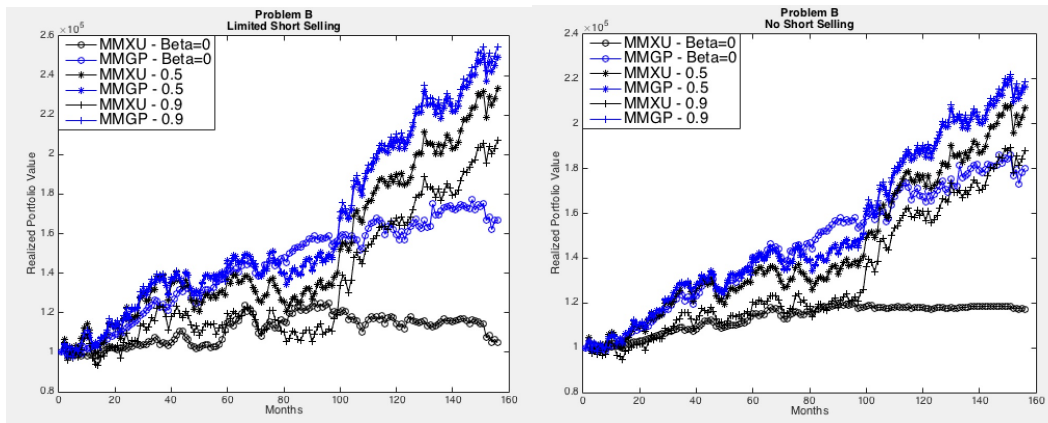 Problem B
Limited Short Selling
×10⁵
2.6
2.4
2.2
2
1.8
1.6
1.4
1.2
1
0.8
Realized Portfolio Value
MMXU - Beta=0
MMGP - Beta=0
MMXU - 0.5
MMGP - 0.5
MMXU - 0.9
MMGP - 0.9
0 20 40 60 80 100 120 140 160
Months
Problem B
No Short Selling
×10⁵
2.4
2.2
2
1.8
1.6
1.4
1.2
1
0.8
Realized Portfolio Value
MMXU - Beta=0
MMGP - Beta=0
MMXU - 0.5
MMGP - 0.5
MMXU - 0.9
MMGP - 0.9
0 20 40 60 80 100 120 140 160
Months